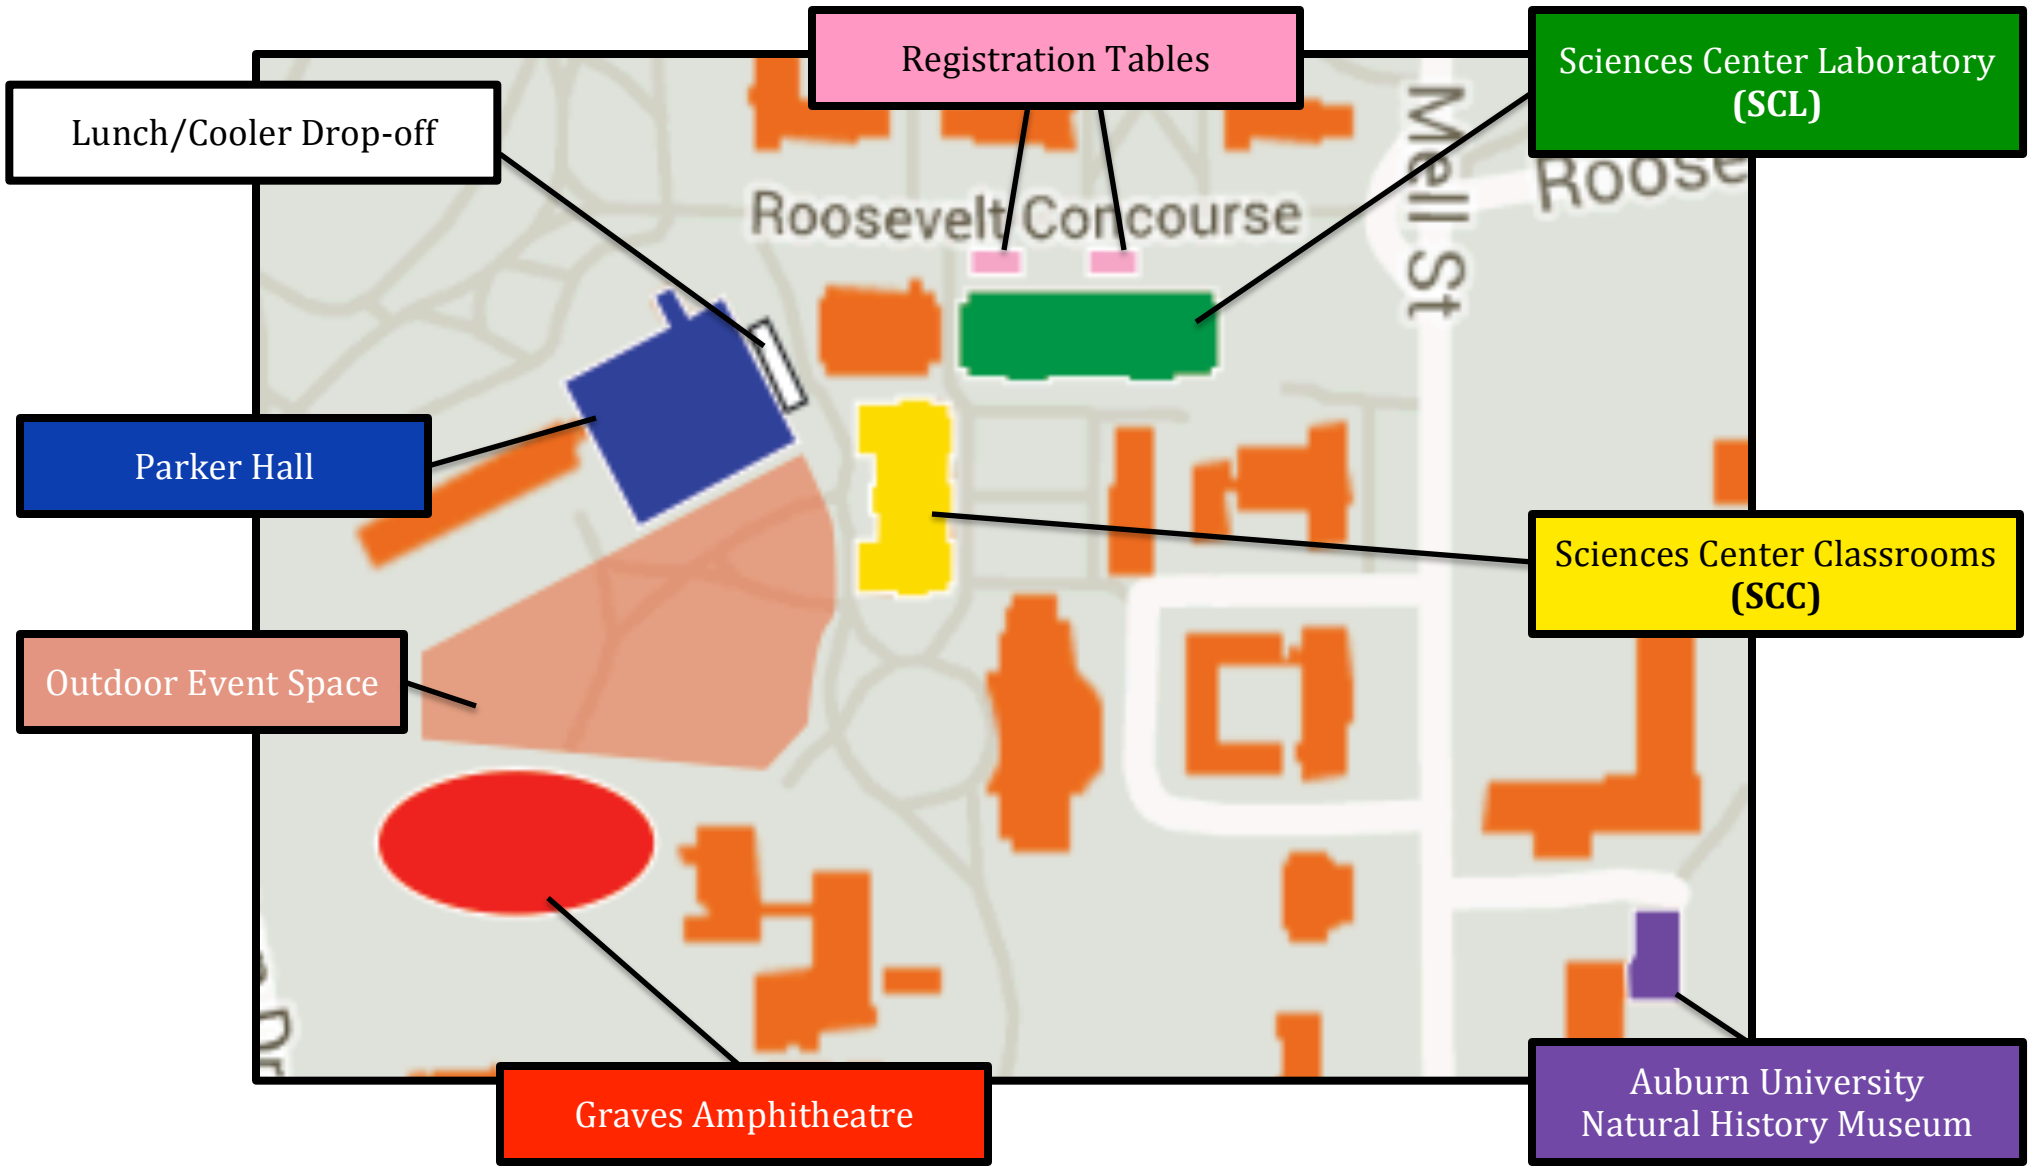 Registration Tables
Sciences Center Laboratory
(SCL)
Lunch/Cooler Drop-off
Mell St
Roose
Roosevelt Concourse
Parker Hall
Sciences Center Classrooms
(SCC)
Outdoor Event Space
Dr
Graves Amphitheatre
Auburn University
Natural History Museum